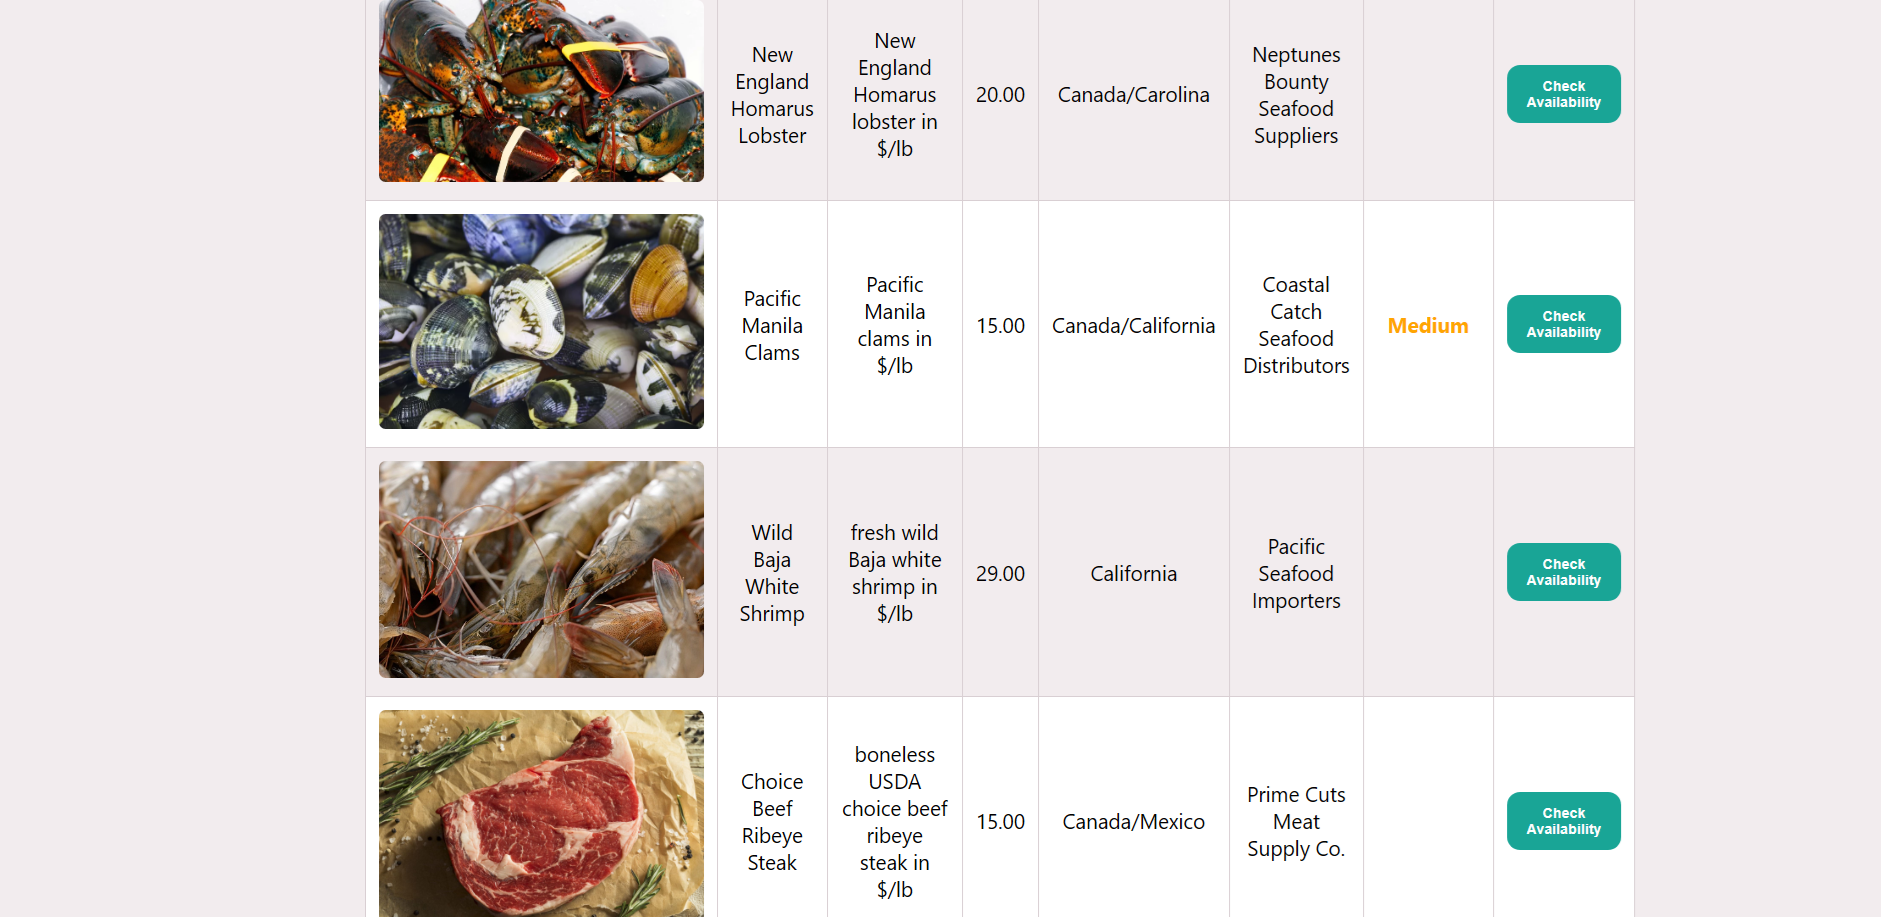 New
England
Homarus
Lobster
New
England
Homarus
lobster in
$/lb
20.00
Canada/Carolina
Neptunes
Bounty
Seafood
Suppliers
Check
Availability
Pacific
Manila
Clams
Pacific
Manila
clams in
$/lb
15.00
Canada/California
Coastal
Catch
Seafood
Distributors
Medium
Check
Availability
Wild
Baja
White
Shrimp
fresh wild
Baja white
shrimp in
$/lb
29.00
California
Pacific
Seafood
Importers
Check
Availability
Choice
Beef
Ribeye
Steak
boneless
USDA
choice beef
ribeye
steak in
$/lb
15.00
Canada/Mexico
Prime Cuts
Meat
Supply Co.
Check
Availability